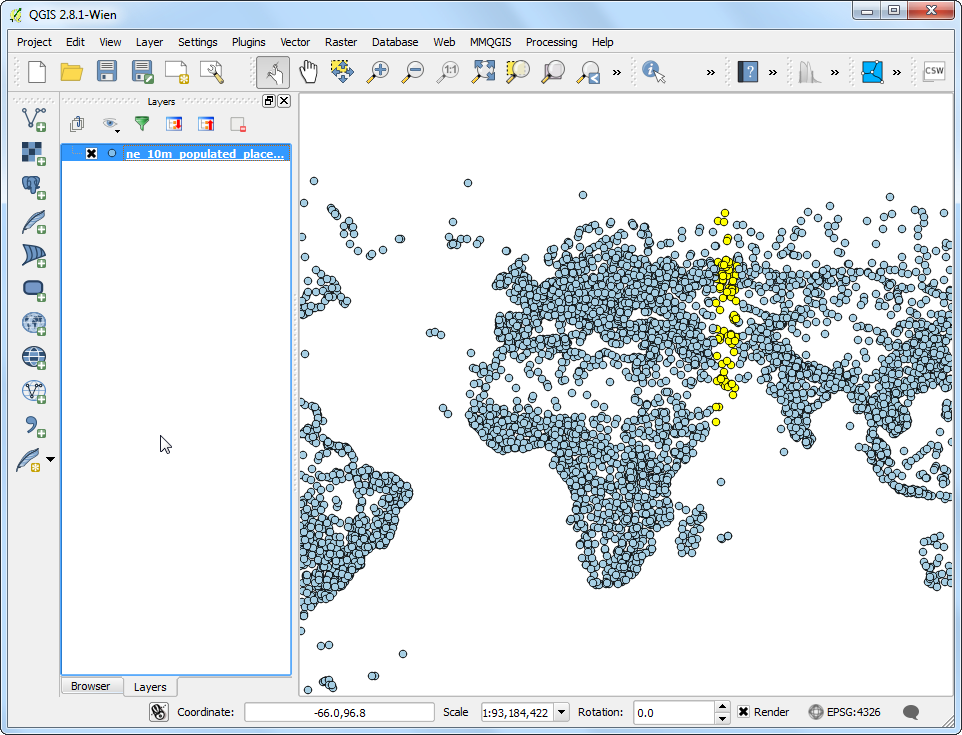 QGIS 2.8.1-Wien
Project Edit View Layer Settings Plugins Vector Raster Database Web MMQGIS Processing Help
1:1 » » ? » » » CSW
Layers
ne_10m_populated_place...
Browser Layers
Coordinate: -66.0,96.8 Scale 1:93,184,422 Rotation: 0.0 Render EPSG:4326